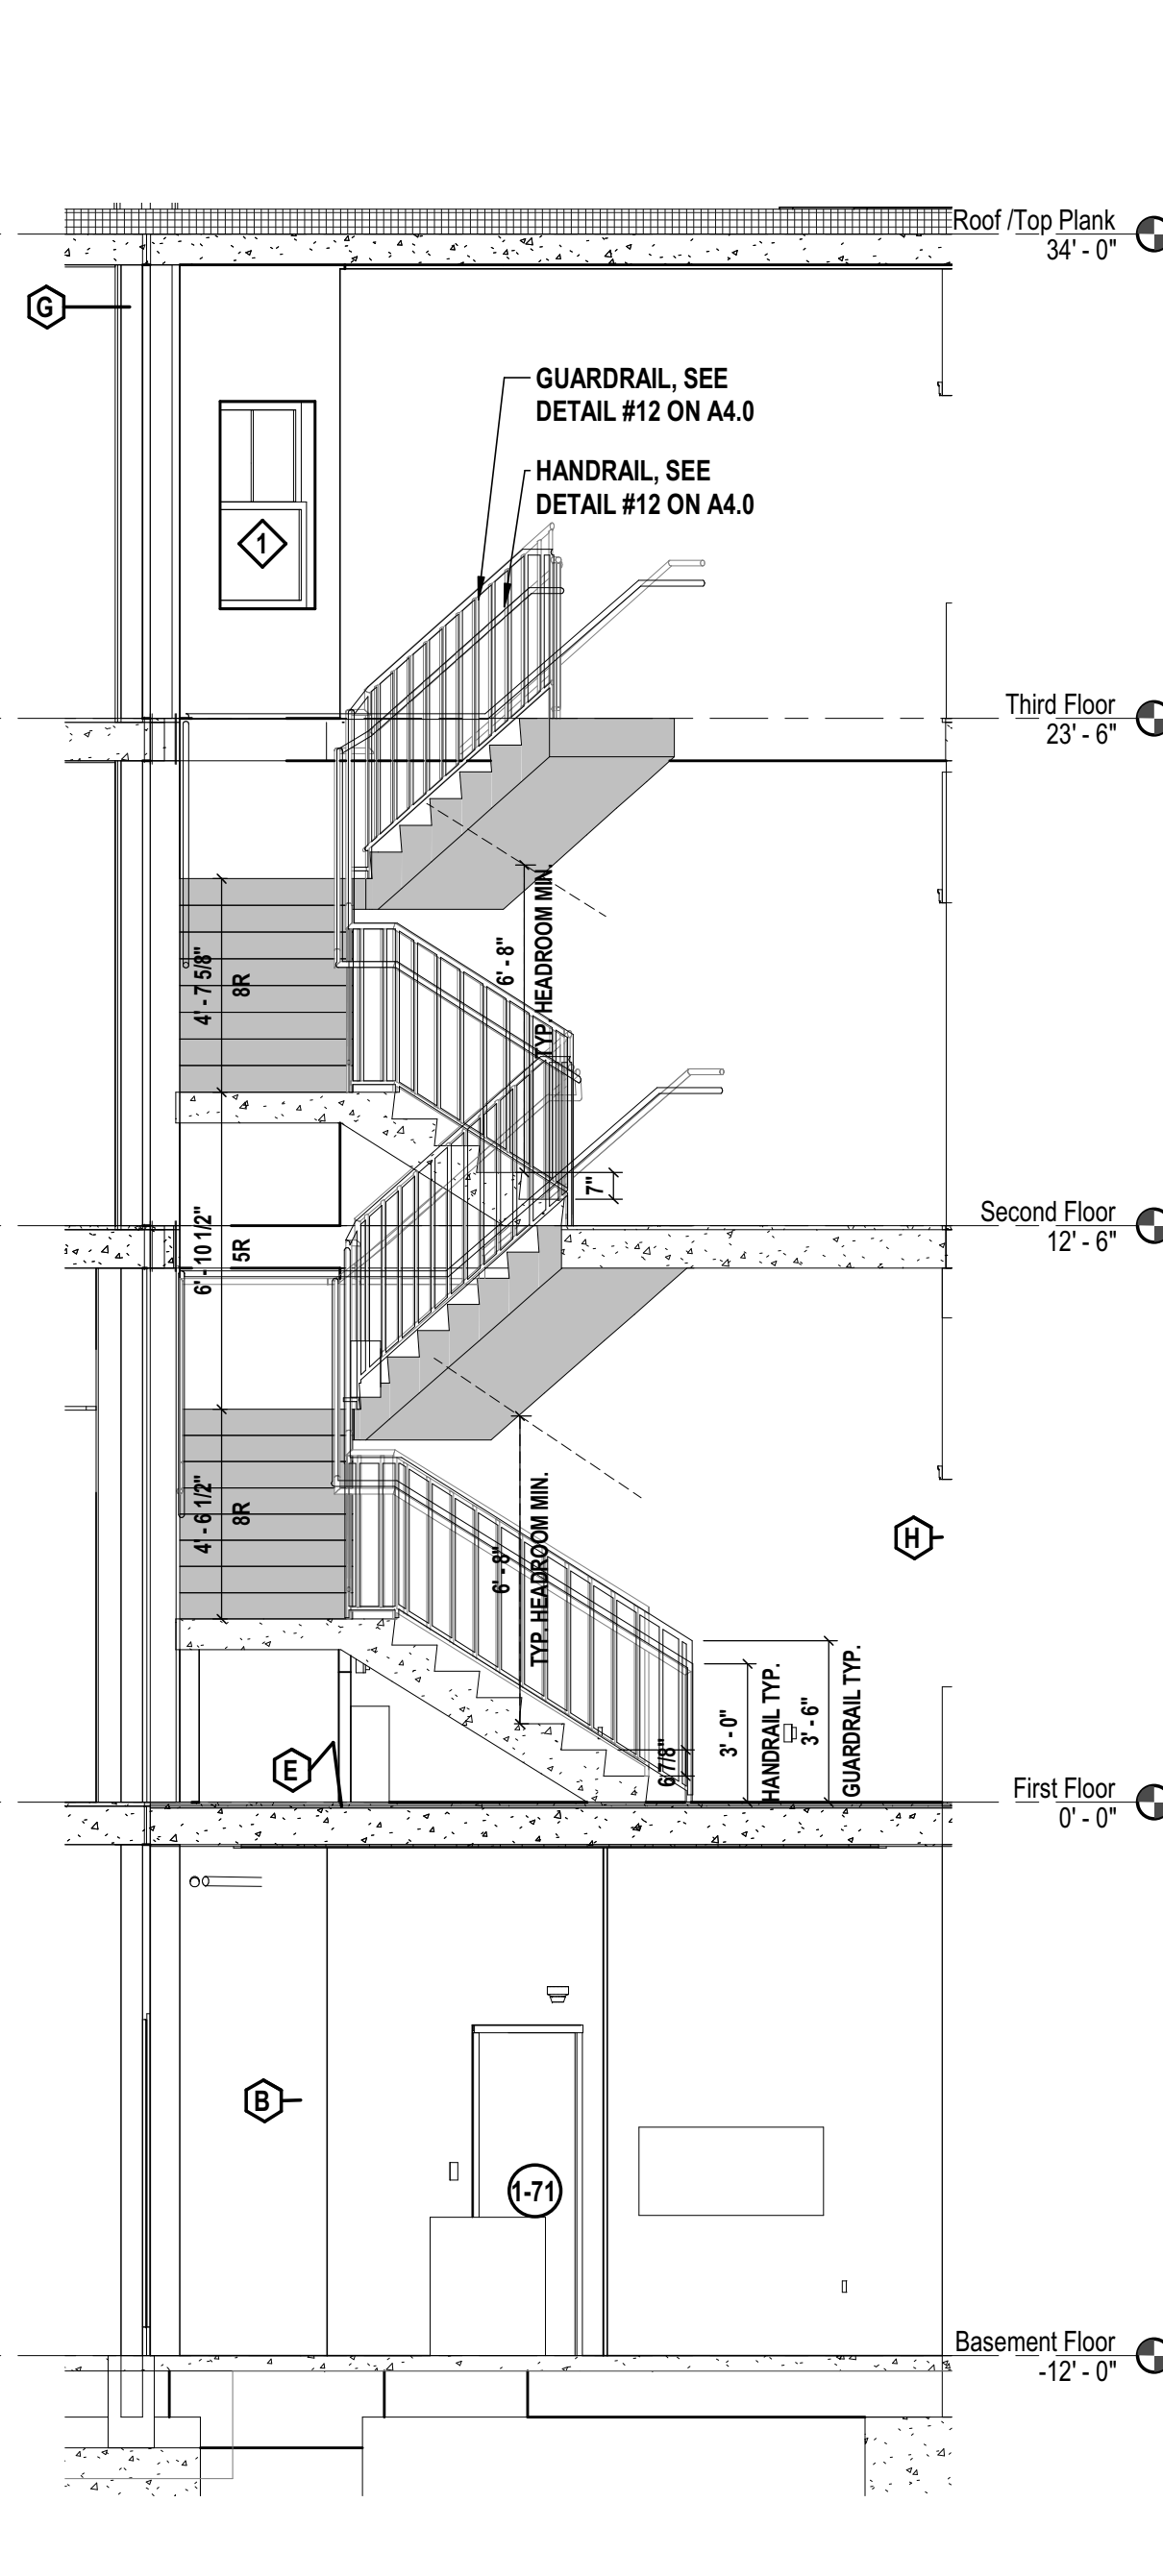 Roof /Top Plank
34' - 0"
G
GUARDRAIL, SEE
DETAIL #12 ON A4.0
HANDRAIL, SEE
DETAIL #12 ON A4.0
1
Third Floor
23' - 6"
4' - 7 5/8"
8R
6' - 8"
TYP. HEADROOM MIN.
7"
Second Floor
12' - 6"
6' - 10 1/2"
5R
4' - 6 1/2"
8R
6' - 8"
TYP. HEADROOM MIN.
H
E
6 7/8"
3' - 0"
HANDRAIL TYP.
3' - 6"
GUARDRAIL TYP.
First Floor
0' - 0"
B
1-71
Basement Floor
-12' - 0"